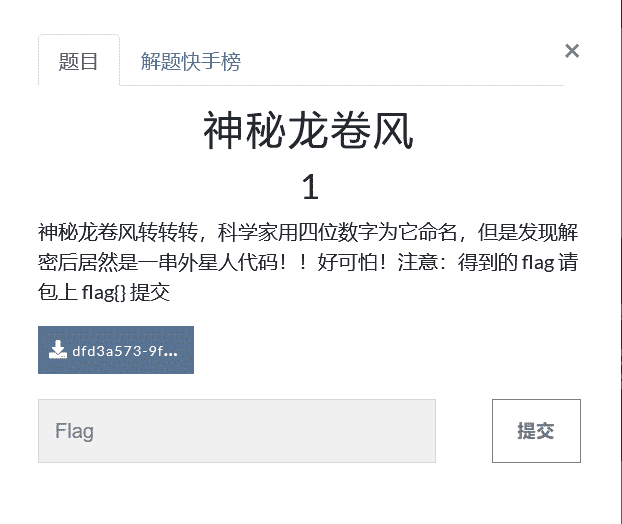 题目 解题快手榜 ×
神秘龙卷风
1
神秘龙卷风转转转，科学家用四位数字为它命名，但是发现解
密后居然是一串外星人代码！！好可怕！注意：得到的 flag 请
包上 flag{} 提交
dfd3a573-9f...
Flag 提交